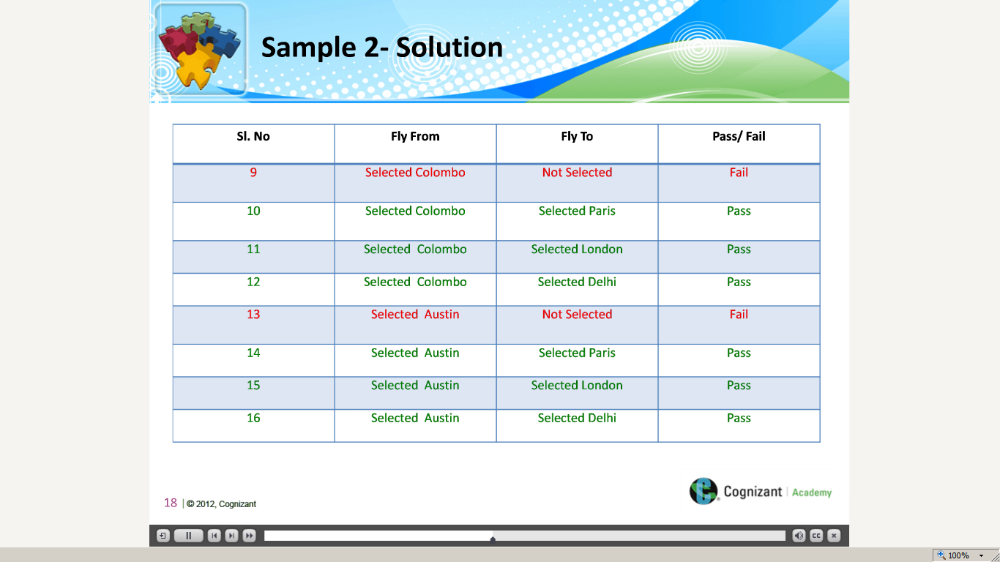 Sample 2- Solution
Sl. No Fly From Fly To Pass/ Fail
9 Selected Colombo Not Selected Fail
10 Selected Colombo Selected Paris Pass
11 Selected Colombo Selected London Pass
12 Selected Colombo Selected Delhi Pass
13 Selected Austin Not Selected Fail
14 Selected Austin Selected Paris Pass
15 Selected Austin Selected London Pass
16 Selected Austin Selected Delhi Pass
Cognizant | Academy
18 | © 2012, Cognizant
CC
100%